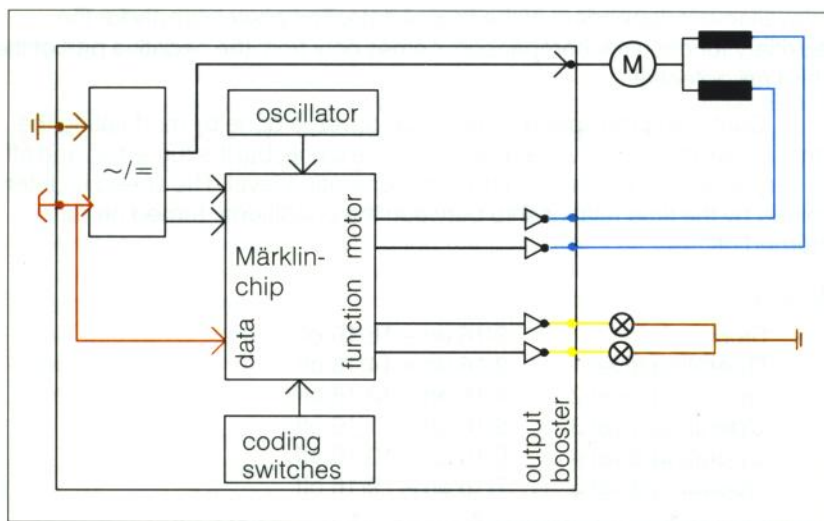 M
oscillator
~/=
Märklin-
chip
data
motor
function
coding
switches
output
booster